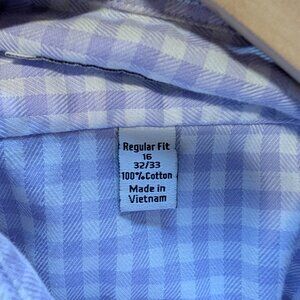 Regular Fit
16
32/33
100% Cotton
Made in
Vietnam